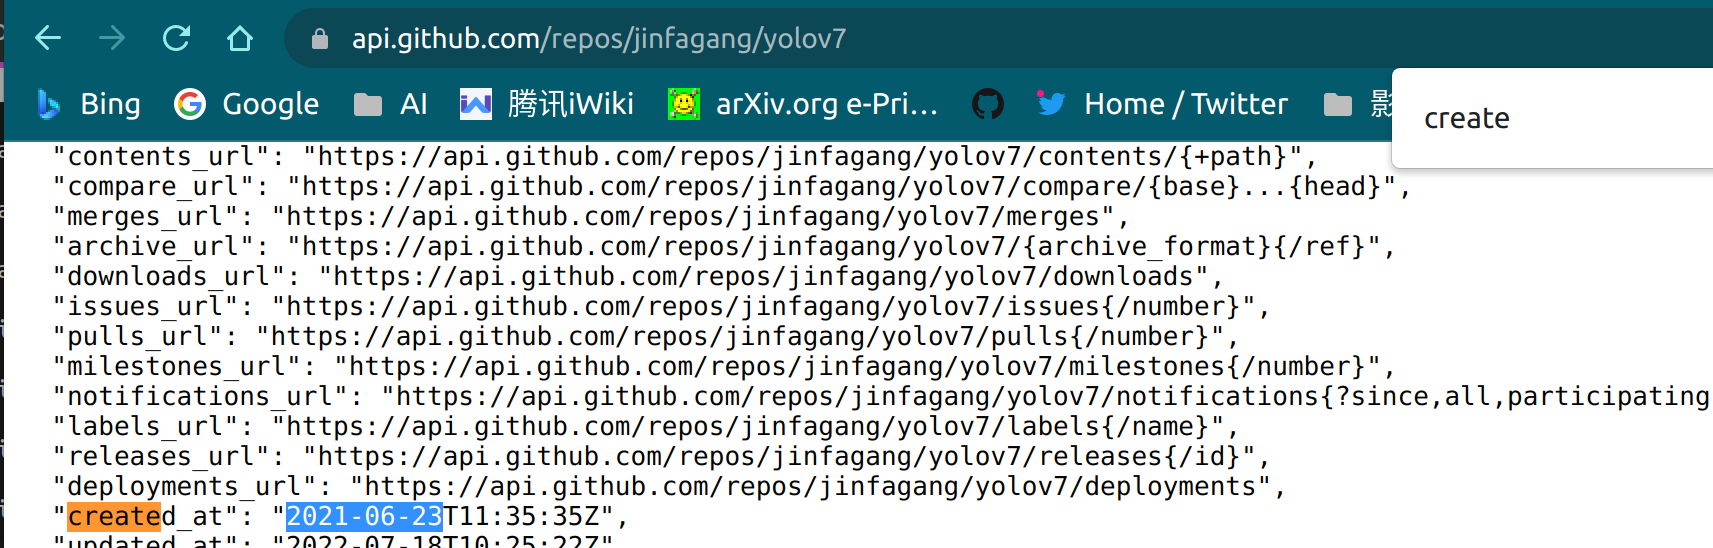 api.github.com/repos/jinfagang/yolov7
Bing Google AI 腾讯iWiki arXiv.org e-Pri... Home / Twitter 影
create
"contents_url": "https://api.github.com/repos/jinfagang/yolov7/contents/{+path}",
"compare_url": "https://api.github.com/repos/jinfagang/yolov7/compare/{base}...{head}",
"merges_url": "https://api.github.com/repos/jinfagang/yolov7/merges",
"archive_url": "https://api.github.com/repos/jinfagang/yolov7/{archive_format}{/ref}",
"downloads_url": "https://api.github.com/repos/jinfagang/yolov7/downloads",
"issues_url": "https://api.github.com/repos/jinfagang/yolov7/issues{/number}",
"pulls_url": "https://api.github.com/repos/jinfagang/yolov7/pulls{/number}",
"milestones_url": "https://api.github.com/repos/jinfagang/yolov7/milestones{/number}",
"notifications_url": "https://api.github.com/repos/jinfagang/yolov7/notifications{?since,all,participating
"labels_url": "https://api.github.com/repos/jinfagang/yolov7/labels{/name}",
"releases_url": "https://api.github.com/repos/jinfagang/yolov7/releases{/id}",
"deployments_url": "https://api.github.com/repos/jinfagang/yolov7/deployments",
"created_at": "2021-06-23T11:35:35Z",
"updated_at": "2022-07-18T10:25:22Z"